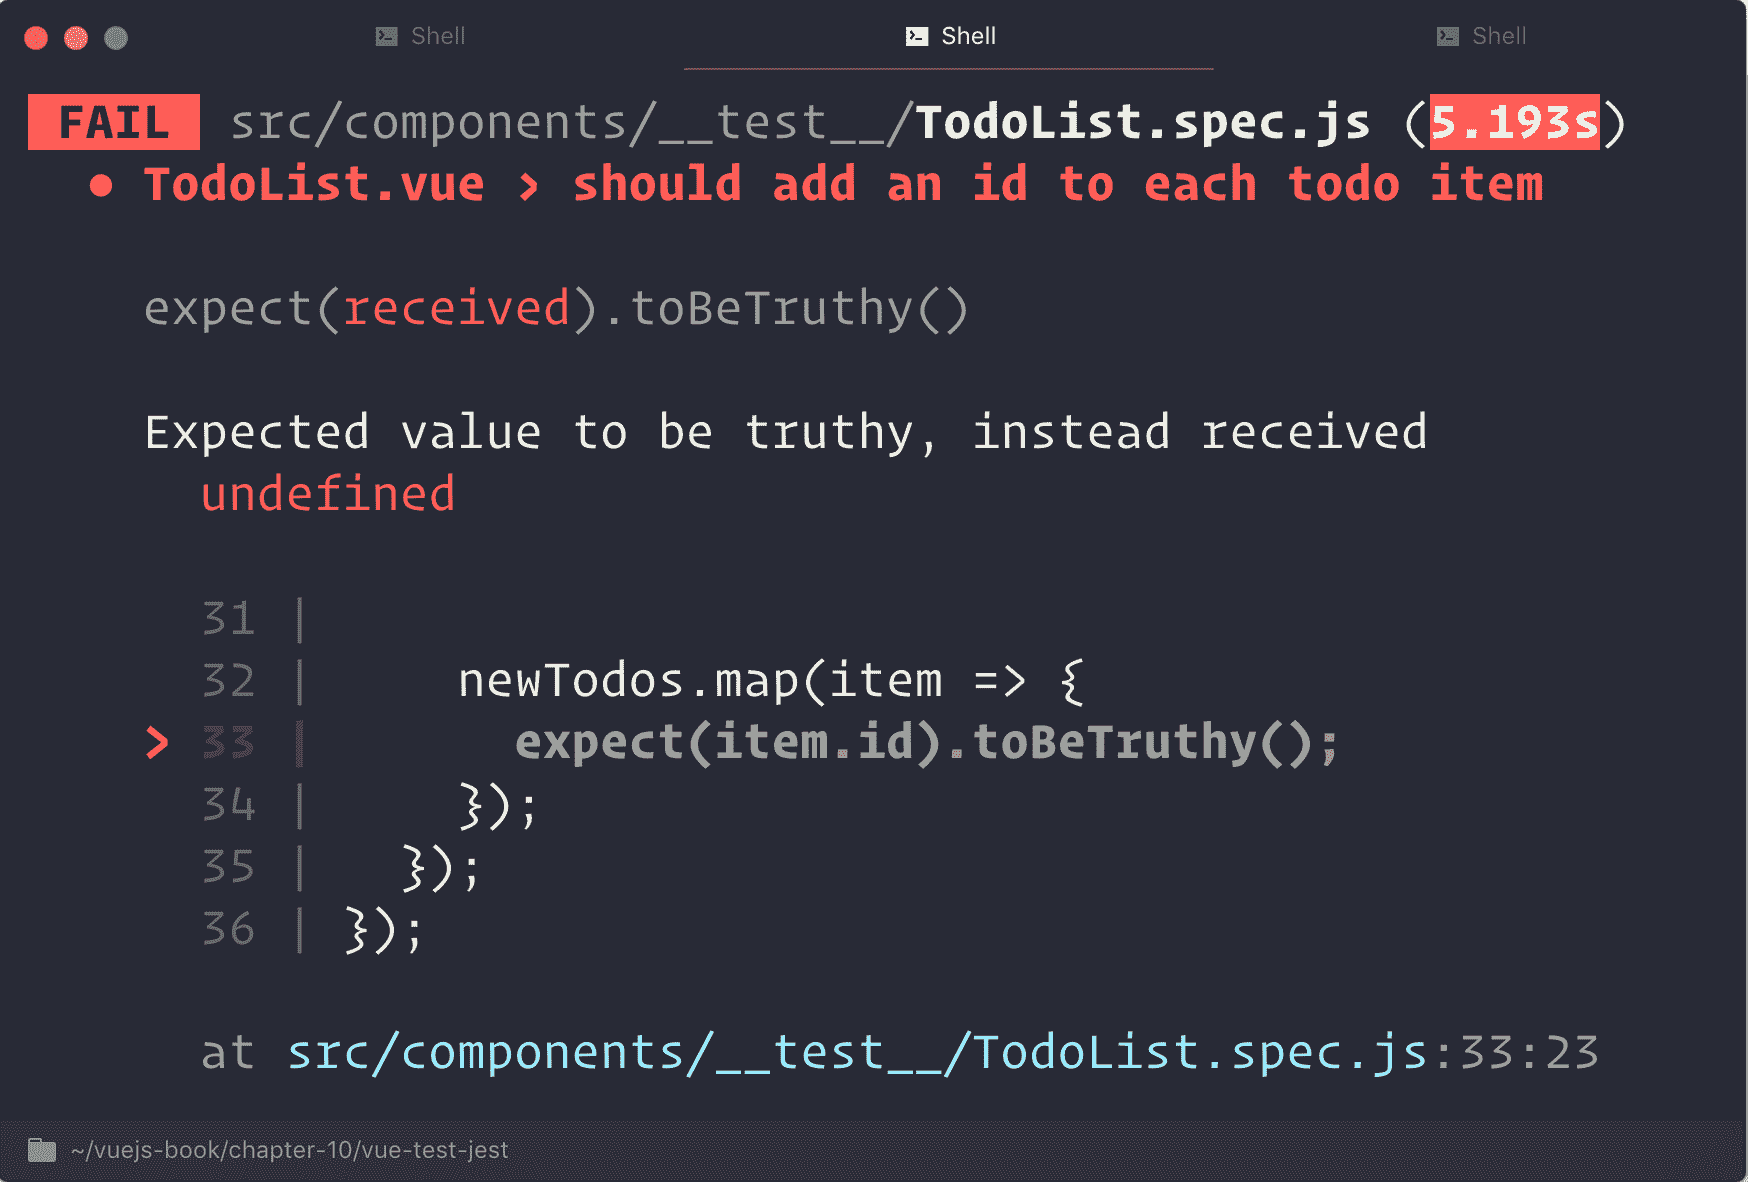 Shell Shell Shell
FAIL src/components/__test__/TodoList.spec.js (5.193s)
● TodoList.vue › should add an id to each todo item
expect(received).toBeTruthy()
Expected value to be truthy, instead received
undefined
31 |
32 | newTodos.map(item => {
> 33 | expect(item.id).toBeTruthy();
34 | });
35 | });
36 | });
at src/components/__test__/TodoList.spec.js:33:23
~/vuejs-book/chapter-10/vue-test-jest